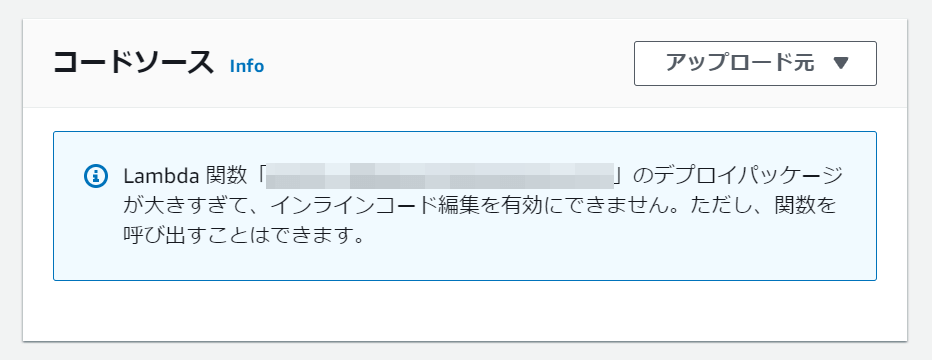 コードソース Info
アップロード元 ▼
Lambda 関数「」のデプロイパッケージ
が大きすぎて、インラインコード編集を有効にできません。ただし、関数を
呼び出すことはできます。